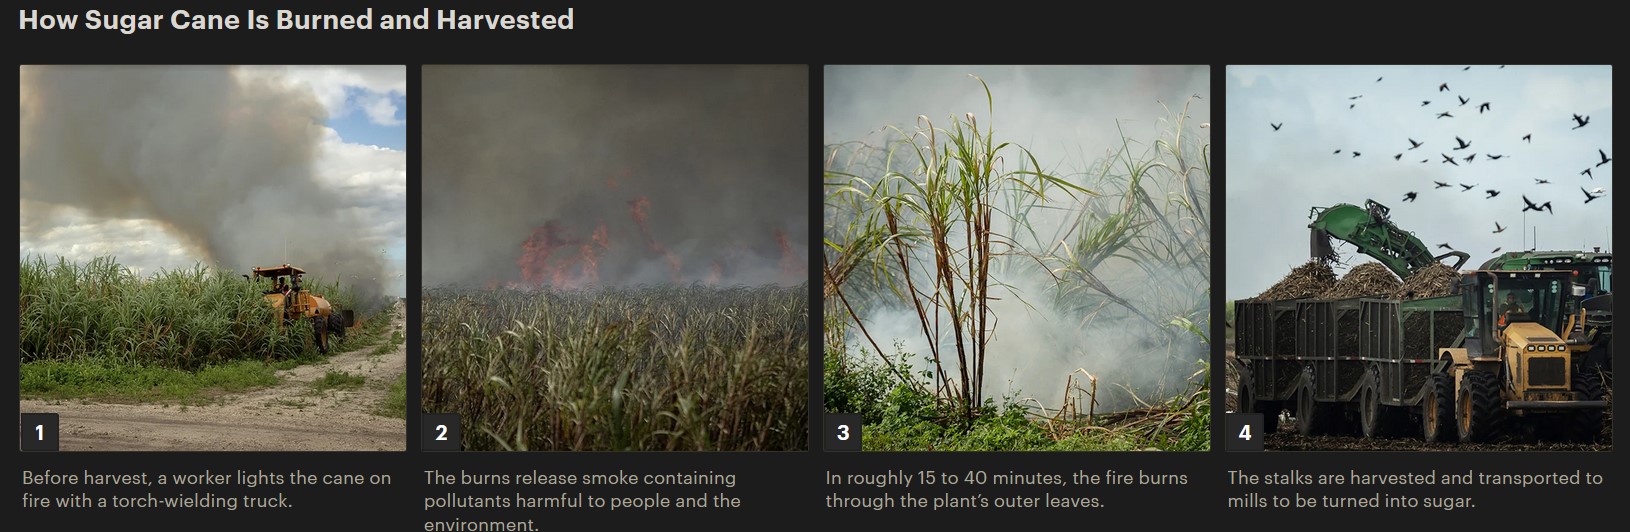 How Sugar Cane Is Burned and Harvested
1
2
3
4
Before harvest, a worker lights the cane on
fire with a torch-wielding truck.
The burns release smoke containing
pollutants harmful to people and the
environment.
In roughly 15 to 40 minutes, the fire burns
through the plant’s outer leaves.
The stalks are harvested and transported to
mills to be turned into sugar.